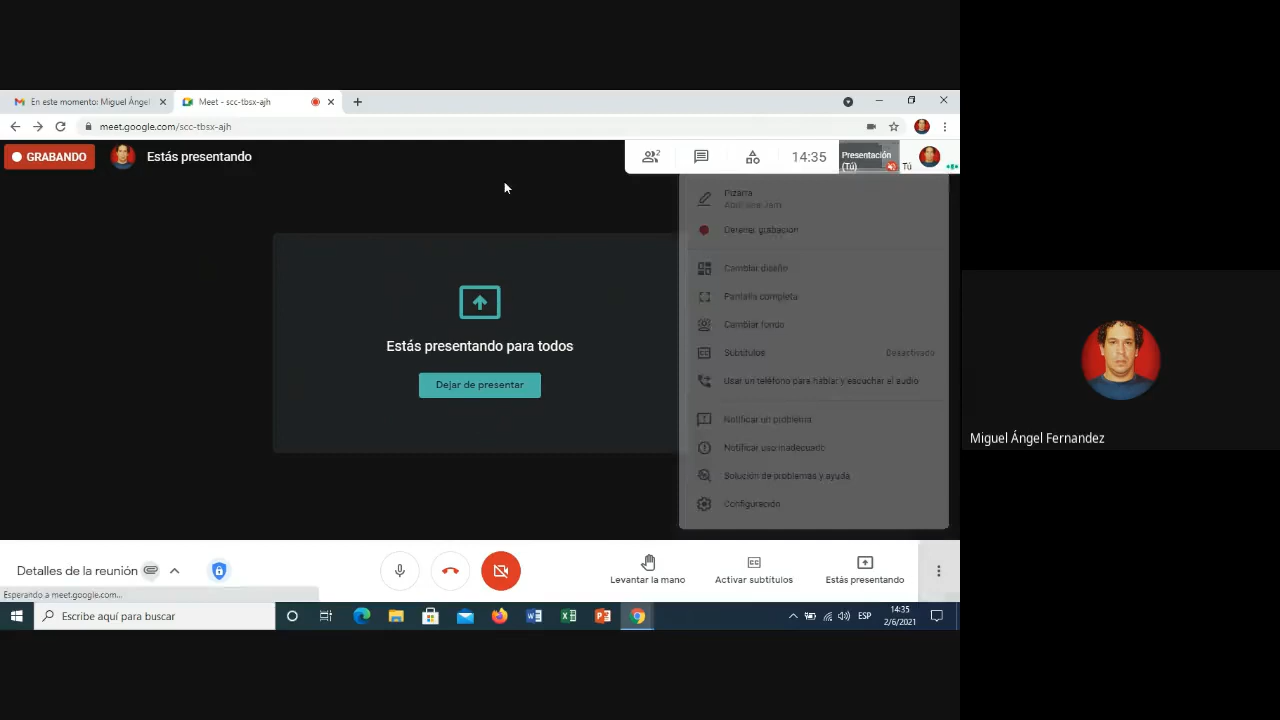 En este momento: Miguel Ángel
Meet - scc-tbsx-ajh
meet.google.com/scc-tbsx-ajh
GRABANDO
Estás presentando
2
14:35
Presentación
(Tú)
Tú
Pizarra
Abrir una Jam
Detener grabación
Cambiar diseño
Pantalla completa
Cambiar fondo
Subtítulos
Desactivado
Usar un teléfono para hablar y escuchar el audio
Notificar un problema
Notificar uso inadecuado
Solución de problemas y ayuda
Configuración
Estás presentando para todos
Dejar de presentar
Miguel Ángel Fernandez
Detalles de la reunión
Levantar la mano
Activar subtítulos
Estás presentando
Esperando a meet.google.com...
Escribe aquí para buscar
ESP
14:35
2/6/2021